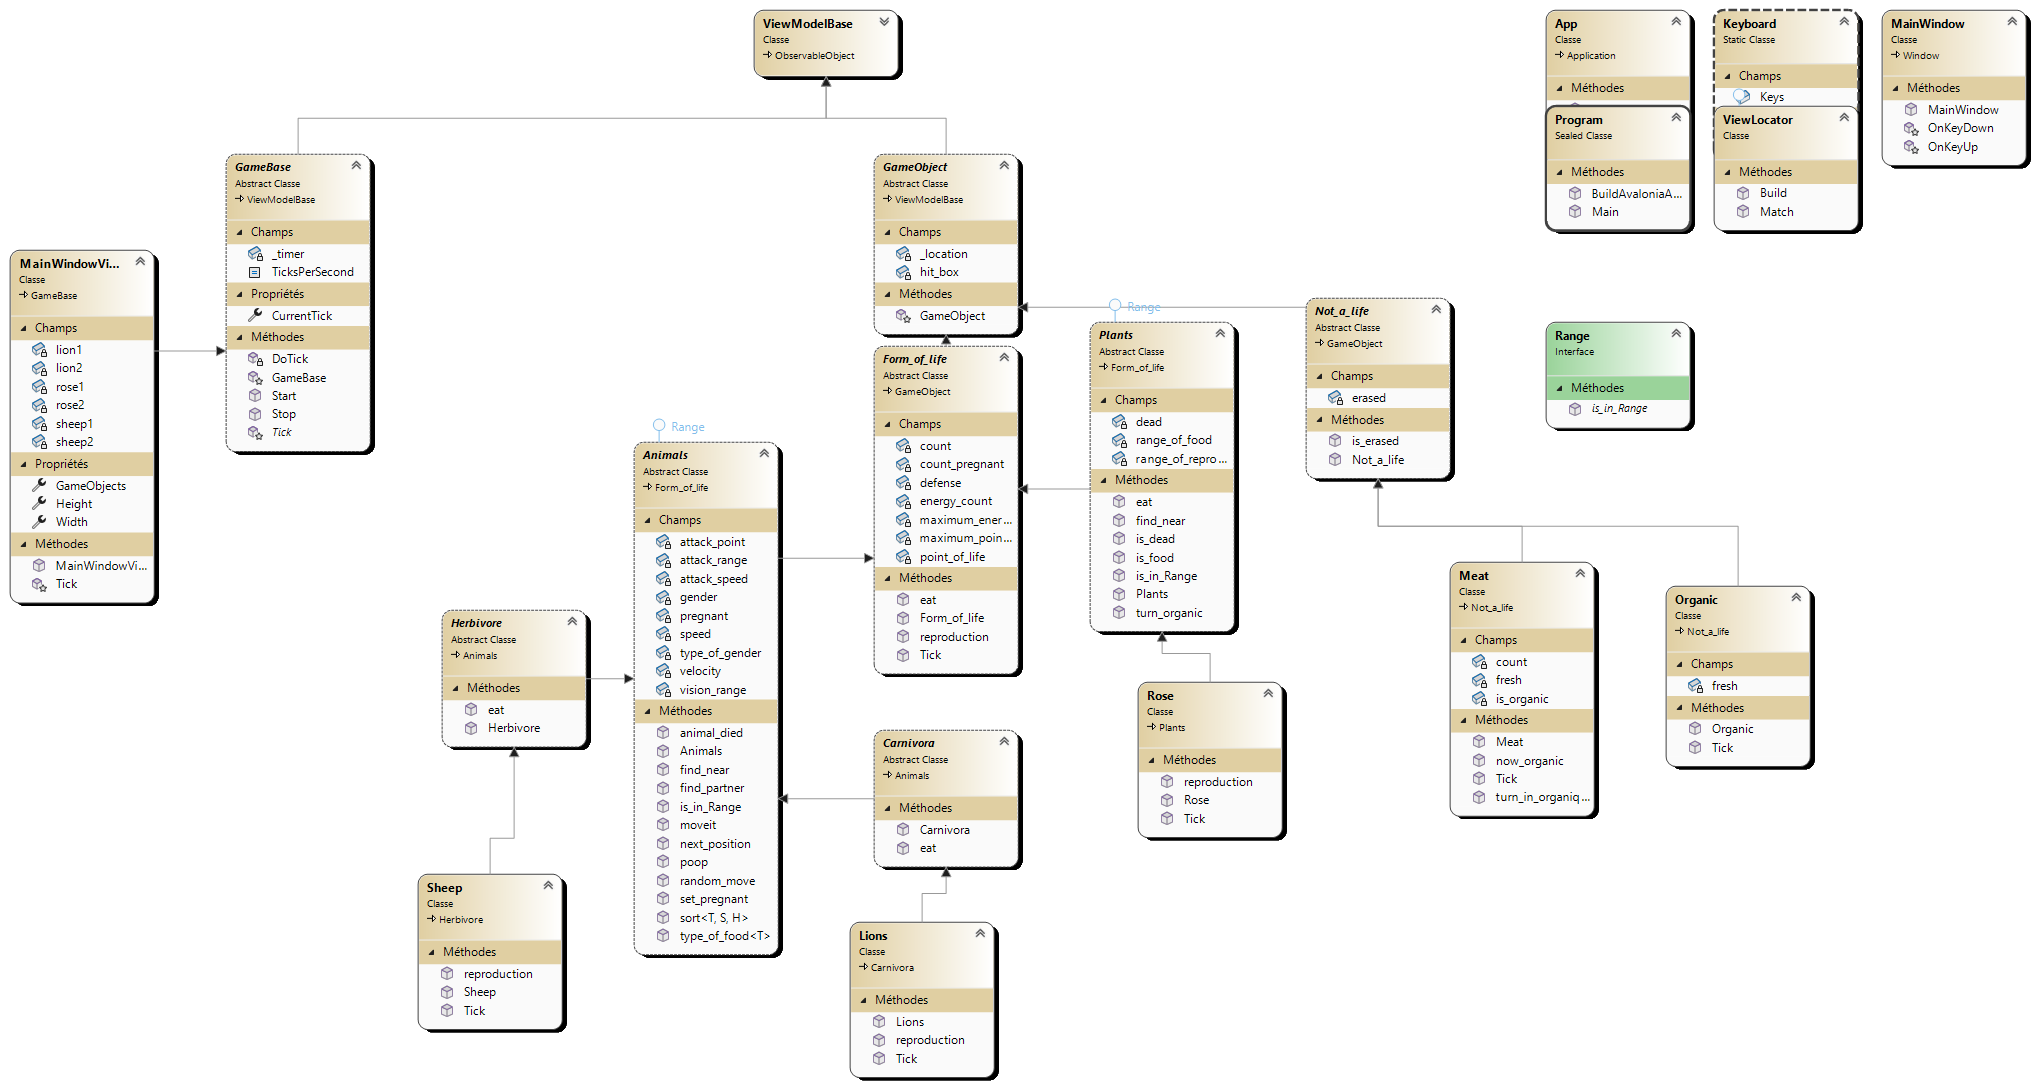 ViewModelBase
Classe
ObservableObject
App
Classe
Application
Méthodes
Program
Sealed Classe
Méthodes
BuildAvaloniaA...
Main
Keyboard
Static Classe
Champs
Keys
ViewLocator
Classe
Méthodes
Build
Match
MainWindow
Classe
Window
Méthodes
MainWindow
OnKeyDown
OnKeyUp
GameBase
Abstract Classe
ViewModelBase
Champs
_timer
TicksPerSecond
Propriétés
CurrentTick
Méthodes
DoTick
GameBase
Start
Stop
Tick
GameObject
Abstract Classe
ViewModelBase
Champs
_location
hit_box
Méthodes
GameObject
MainWindowVi...
Classe
GameBase
Champs
lion1
lion2
rose1
rose2
sheep1
sheep2
Propriétés
GameObjects
Height
Width
Méthodes
MainWindowVi...
Tick
Range
Plants
Abstract Classe
Form_of_life
Champs
dead
range_of_food
range_of_repro...
Méthodes
eat
find_near
is_dead
is_food
is_in_Range
Plants
turn_organic
Not_a_life
Abstract Classe
GameObject
Champs
erased
Méthodes
is_erased
Not_a_life
Range
Interface
Méthodes
is_in_Range
Form_of_life
Abstract Classe
GameObject
Champs
count
count_pregnant
defense
energy_count
maximum_ener...
maximum_poin...
point_of_life
Méthodes
eat
Form_of_life
reproduction
Tick
Range
Animals
Abstract Classe
Form_of_life
Champs
attack_point
attack_range
attack_speed
gender
pregnant
speed
type_of_gender
velocity
vision_range
Méthodes
animal_died
Animals
find_near
find_partner
is_in_Range
moveit
next_position
poop
random_move
set_pregnant
sort<T, S, H>
type_of_food<T>
Herbivore
Abstract Classe
Animals
Méthodes
eat
Herbivore
Carnivora
Abstract Classe
Animals
Méthodes
Carnivora
eat
Rose
Classe
Plants
Méthodes
reproduction
Rose
Tick
Meat
Classe
Not_a_life
Champs
count
fresh
is_organic
Méthodes
Meat
now_organic
Tick
turn_in_organiq...
Organic
Classe
Not_a_life
Champs
fresh
Méthodes
Organic
Tick
Sheep
Classe
Herbivore
Méthodes
reproduction
Sheep
Tick
Lions
Classe
Carnivora
Méthodes
Lions
reproduction
Tick